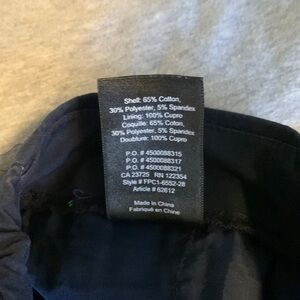 Shell: 65% Cotton,
30% Polyester, 5% Spandex
Lining: 100% Cupro
Coquille: 65% Coton,
30% Polyester, 5% Spandex
Doublure: 100% Cupro
P.O. # 4500088315
P.O. # 4500088317
P.O. # 4500088321
CA 23725 RN 122354
Style # FPC1-6552-28
Article # 62612
Made in China
Fabriqué en Chine